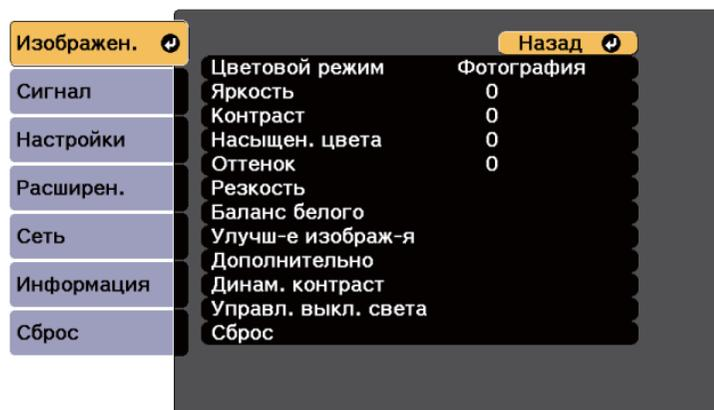 Изображен.
Сигнал
Настройки
Расширен.
Сеть
Информация
Сброс
Назад
Цветовой режим Фотография
Яркость 0
Контраст 0
Насыщен. цвета 0
Оттенок 0
Резкость
Баланс белого
Улучш-е изображ-я
Дополнительно
Динам. контраст
Управл. выкл. света
Сброс